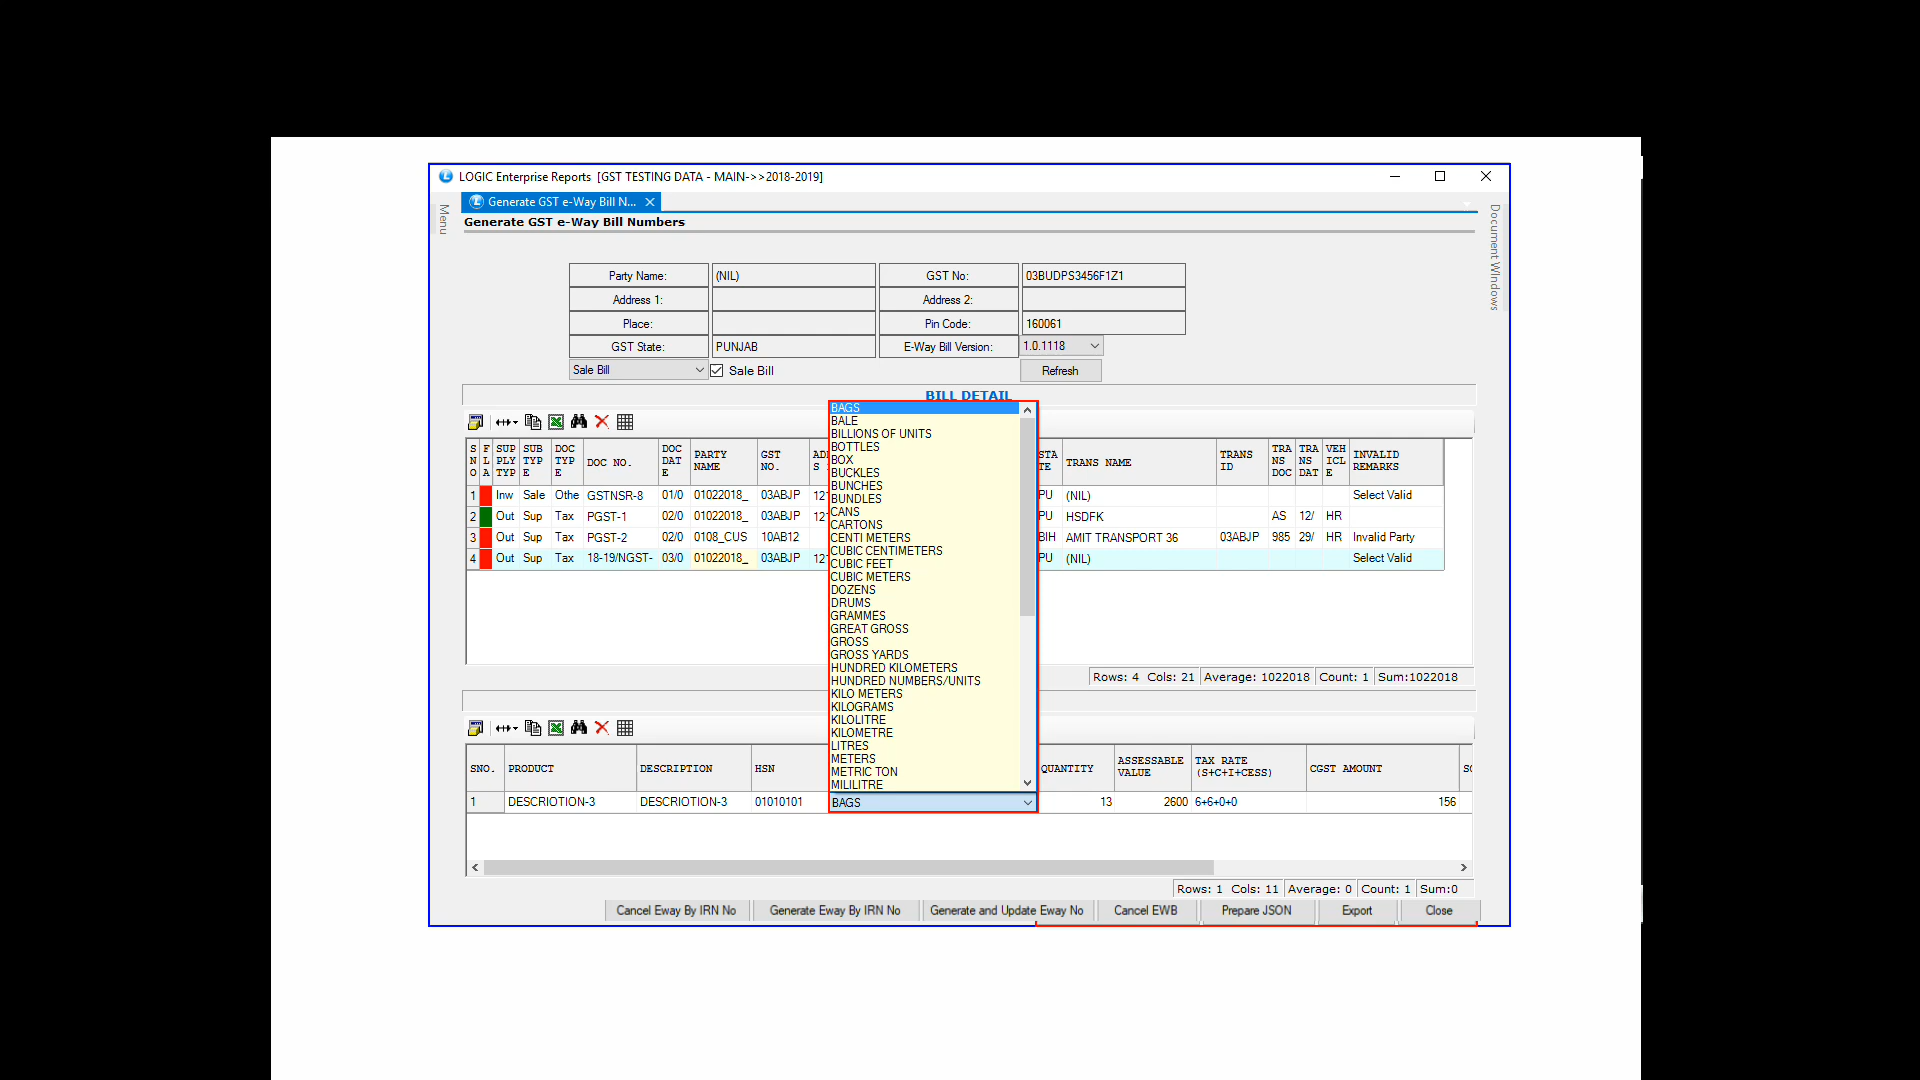 LOGIC Enterprise Reports [GST TESTING DATA - MAIN->>2018-2019]
Menu
Generate GST e-Way Bill N...
Document Windows
Generate GST e-Way Bill Numbers
Party Name: (NIL) GST No: 03BUDPS3456F1Z1
Address 1: Address 2:
Place: Pin Code: 160061
GST State: PUNJAB E-Way Bill Version: 1.0.1118
Sale Bill Sale Bill Refresh
BILL DETAIL
SNO FLA SUPPLYTYP SUBTYPE DOCTYPE DOC NO. DOCDATE PARTY NAME GST NO. STATE TRANS NAME TRANS ID TRANSDOC TRANSDAT VEHICLE INVALID REMARKS
1 Inw Sale Othe GSTNSR-8 01/0 01022018_ 03ABJP PU (NIL) Select Valid
2 Out Sup Tax PGST-1 02/0 01022018_ 03ABJP PU HSDFK AS 12/ HR
3 Out Sup Tax PGST-2 02/0 0108_CUS 10AB12 BIH AMIT TRANSPORT 36 03ABJP 985 29/ HR Invalid Party
4 Out Sup Tax 18-19/NGST- 03/0 01022018_ 03ABJP PU (NIL) Select Valid
BAGS
BALE
BILLIONS OF UNITS
BOTTLES
BOX
BUCKLES
BUNCHES
BUNDLES
CANS
CARTONS
CENTI METERS
CUBIC CENTIMETERS
CUBIC FEET
CUBIC METERS
DOZENS
DRUMS
GRAMMES
GREAT GROSS
GROSS
GROSS YARDS
HUNDRED KILOMETERS
HUNDRED NUMBERS/UNITS
KILO METERS
KILOGRAMS
KILOLITRE
KILOMETRE
LITRES
METERS
METRIC TON
MILILITRE
Rows: 4 Cols: 21 Average: 1022018 Count: 1 Sum:1022018
SNO. PRODUCT DESCRIPTION HSN QUANTITY ASSESSABLE VALUE TAX RATE (S+C+I+CESS) CGST AMOUNT
1 DESCRIOTION-3 DESCRIOTION-3 01010101 BAGS 13 2600 6+6+0+0 156
Rows: 1 Cols: 11 Average: 0 Count: 1 Sum:0
Cancel Eway By IRN No Generate Eway By IRN No Generate and Update Eway No Cancel EWB Prepare JSON Export Close